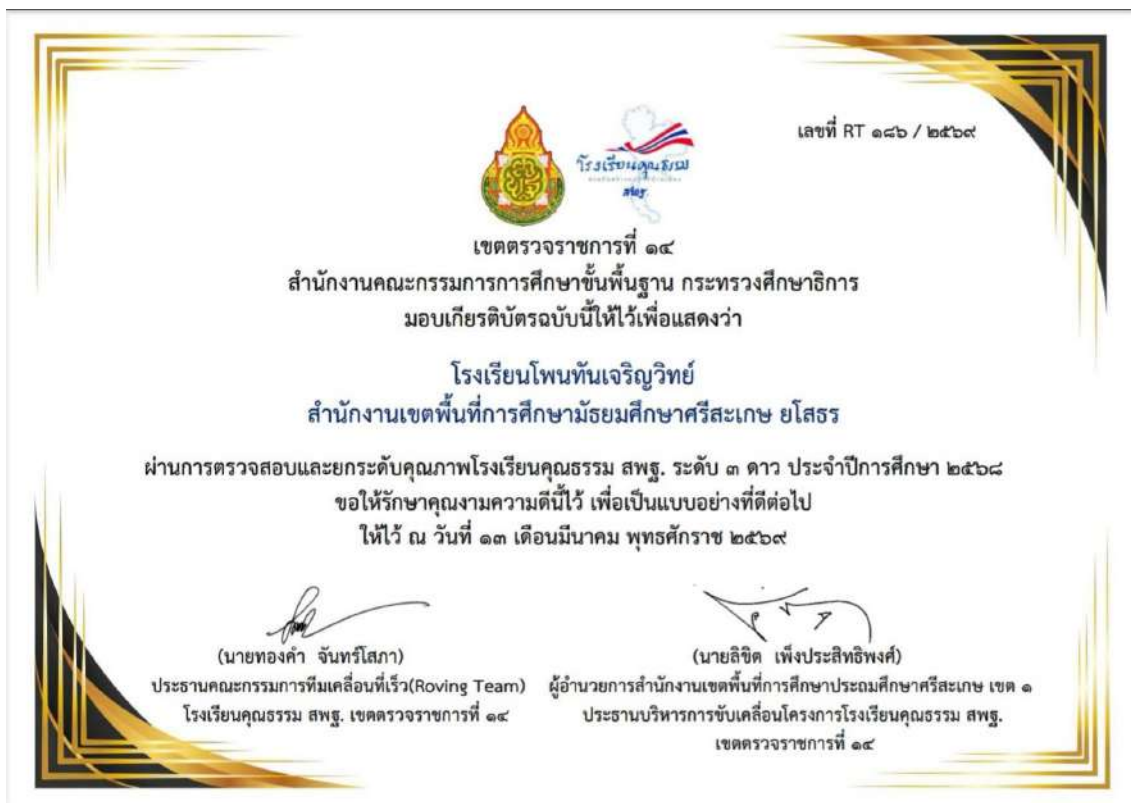 เลขที่ RT ๑๘๖ / ๒๕๖๙
โรงเรียนคุณธรรม
สพฐ.
เขตตรวจราชการที่ ๑๔
สำนักงานคณะกรรมการการศึกษาขั้นพื้นฐาน กระทรวงศึกษาธิการ
มอบเกียรติบัตรฉบับนี้ให้ไว้เพื่อแสดงว่า
โรงเรียนโพนทันเจริญวิทย์
สำนักงานเขตพื้นที่การศึกษามัธยมศึกษาศรีสะเกษ ยโสธร
ผ่านการตรวจสอบและยกระดับคุณภาพโรงเรียนคุณธรรม สพฐ. ระดับ ๓ ดาว ประจำปีการศึกษา ๒๕๖๘
ขอให้รักษาคุณงามความดีนี้ไว้ เพื่อเป็นแบบอย่างที่ดีต่อไป
ให้ไว้ ณ วันที่ ๑๓ เดือนมีนาคม พุทธศักราช ๒๕๖๙
(นายทองคำ จันทร์โสภา)
ประธานคณะกรรมการทีมเคลื่อนที่เร็ว(Roving Team)
โรงเรียนคุณธรรม สพฐ. เขตตรวจราชการที่ ๑๔
(นายลิขิต เพ็งประสิทธิพงศ์)
ผู้อำนวยการสำนักงานเขตพื้นที่การศึกษาประถมศึกษาศรีสะเกษ เขต ๑
ประธานบริหารการขับเคลื่อนโครงการโรงเรียนคุณธรรม สพฐ.
เขตตรวจราชการที่ ๑๔